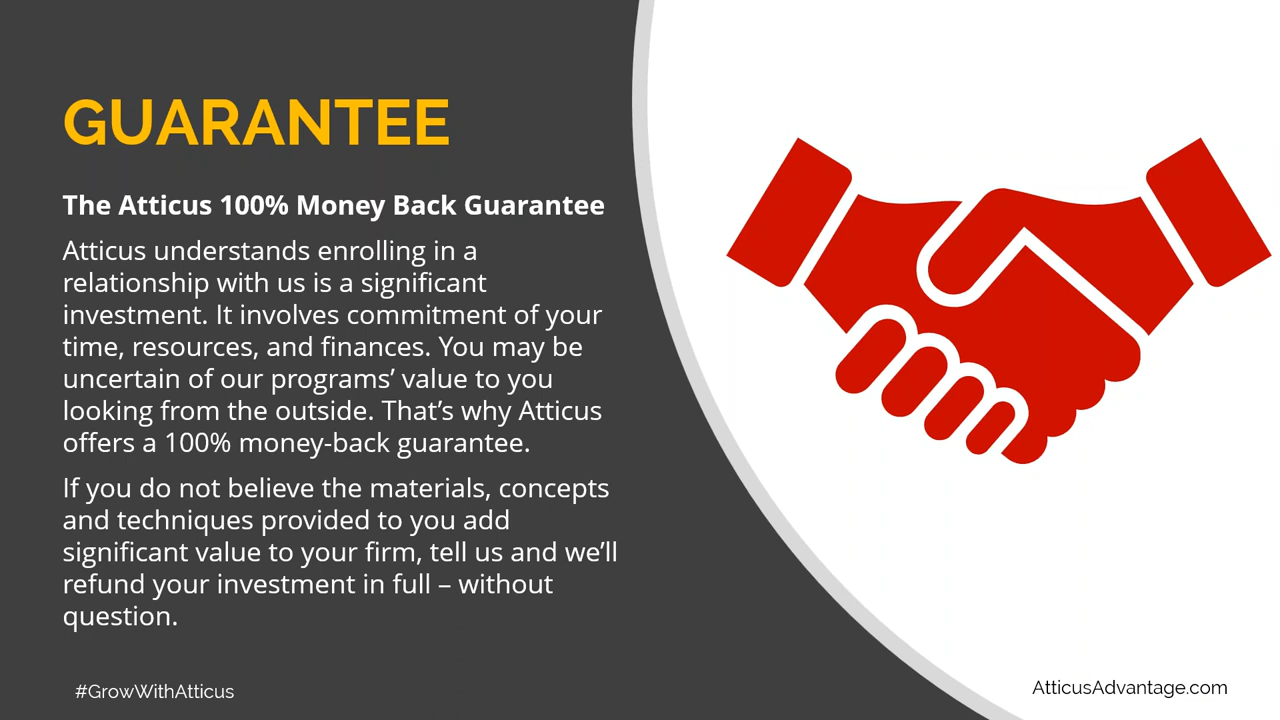 GUARANTEE
The Atticus 100% Money Back Guarantee
Atticus understands enrolling in a
relationship with us is a significant
investment. It involves commitment of your
time, resources, and finances. You may be
uncertain of our programs’ value to you
looking from the outside. That’s why Atticus
offers a 100% money-back guarantee.
If you do not believe the materials, concepts
and techniques provided to you add
significant value to your firm, tell us and we’ll
refund your investment in full – without
question.
#GrowWithAtticus
AtticusAdvantage.com